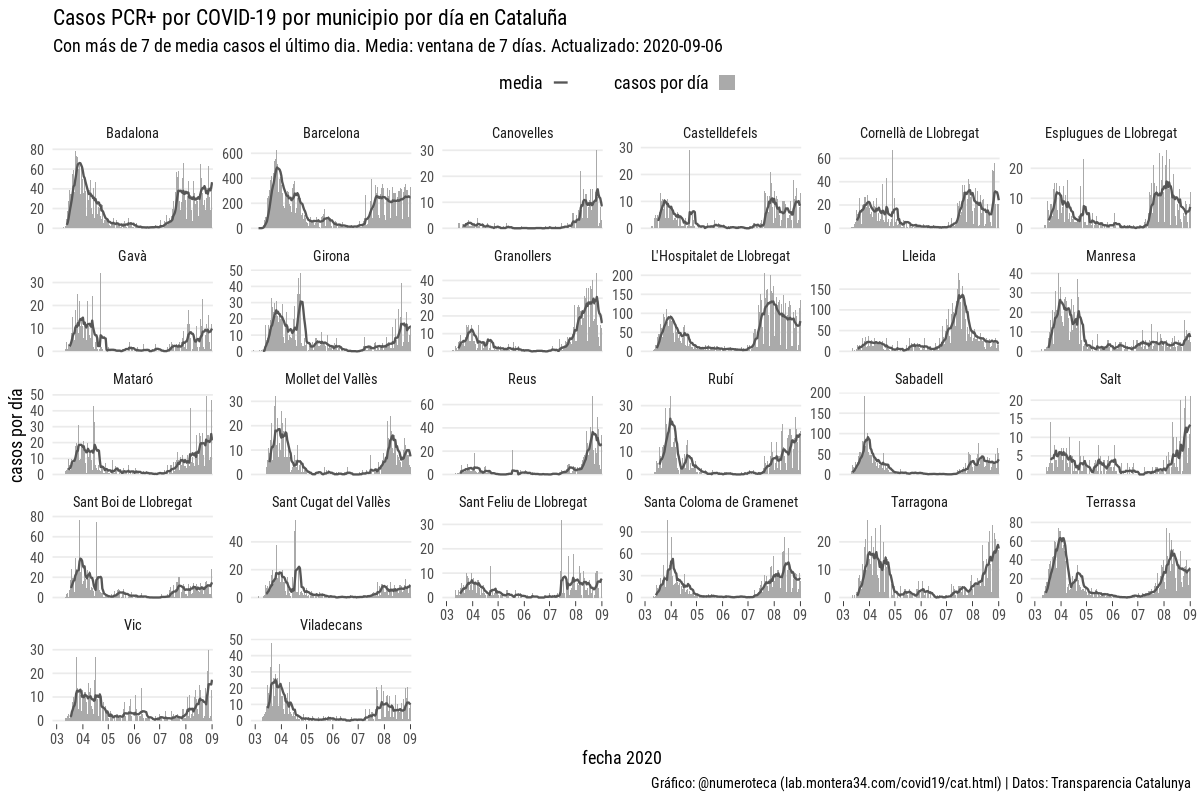 Casos PCR+ por COVID-19 por municipio por día en Cataluña
Con más de 7 de media casos el último dia. Media: ventana de 7 días. Actualizado: 2020-09-06
media casos por día
Badalona Barcelona Canovelles Castelldefels Cornellà de Llobregat Esplugues de Llobregat
80 60 40 20 0
600 400 200 0
30 20 10 0
30 20 10 0
60 40 20 0
20 10 0
Gavà Girona Granollers L'Hospitalet de Llobregat Lleida Manresa
30 20 10 0
50 40 30 20 10 0
40 30 20 10 0
200 150 100 50 0
150 100 50 0
40 30 20 10 0
casos por día
Mataró Mollet del Vallès Reus Rubí Sabadell Salt
50 40 30 20 10 0
30 20 10 0
60 40 20 0
30 20 10 0
200 150 100 50 0
20 15 10 5 0
Sant Boi de Llobregat Sant Cugat del Vallès Sant Feliu de Llobregat Santa Coloma de Gramenet Tarragona Terrassa
80 60 40 20 0
40 20 0
30 20 10 0
90 60 30 0
20 10 0
80 60 40 20 0
03 04 05 06 07 08 09 03 04 05 06 07 08 09 03 04 05 06 07 08 09 03 04 05 06 07 08 09
Vic Viladecans
30 20 10 0
50 40 30 20 10 0
03 04 05 06 07 08 09 03 04 05 06 07 08 09
fecha 2020
Gráfico: @numeroteca (lab.montera34.com/covid19/cat.html) | Datos: Transparencia Catalunya